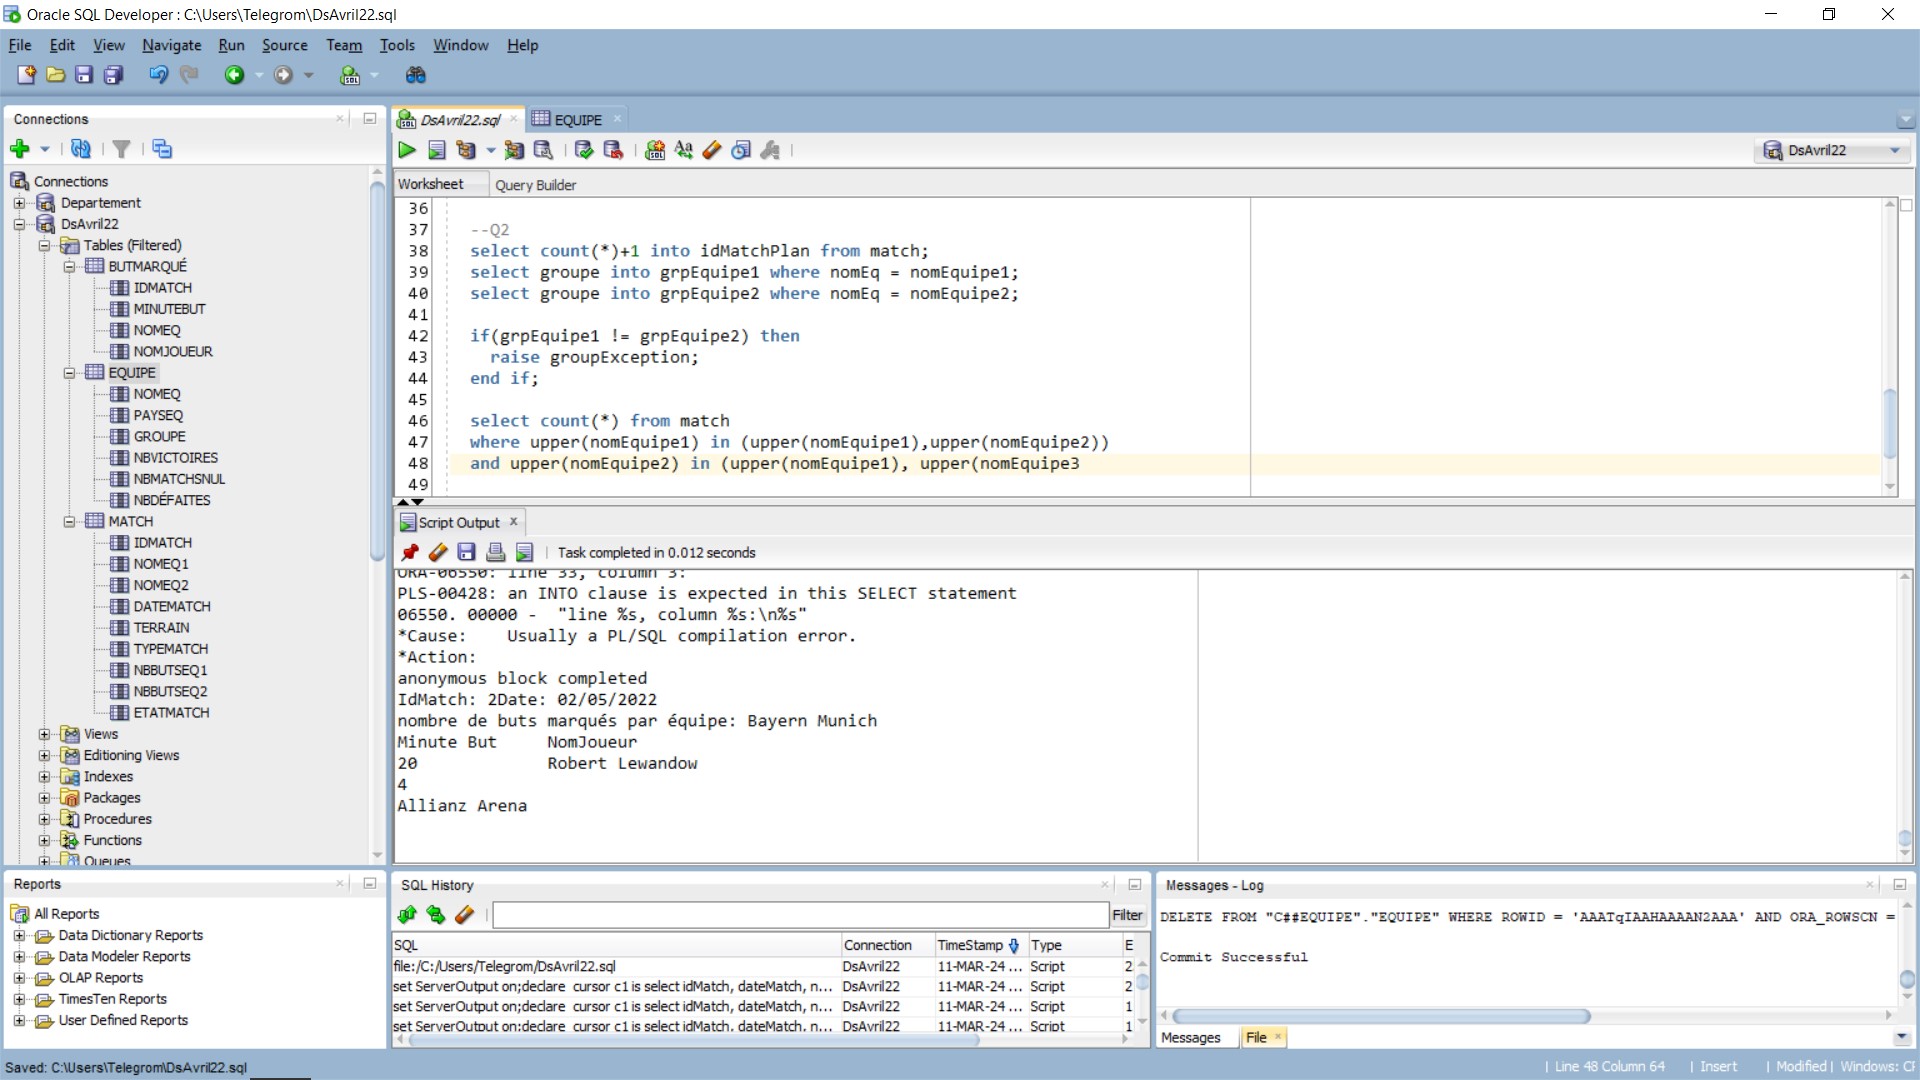 Oracle SQL Developer : C:\Users\Telegrom\DsAvril22.sql
File Edit View Navigate Run Source Team Tools Window Help
Connections
Connections
Departement
DsAvril22
Tables (Filtered)
BUTMARQUÉ
IDMATCH
MINUTEBUT
NOMEQ
NOMJOUEUR
EQUIPE
NOMEQ
PAYSEQ
GROUPE
NBVICTOIRES
NBMATCHSNUL
NBDÉFAITES
MATCH
IDMATCH
NOMEQ1
NOMEQ2
DATEMATCH
TERRAIN
TYPEMATCH
NBBUTSEQ1
NBBUTSEQ2
ETATMATCH
Views
Editioning Views
Indexes
Packages
Procedures
Functions
Queues
Reports
All Reports
Data Dictionary Reports
Data Modeler Reports
OLAP Reports
TimesTen Reports
User Defined Reports
DsAvril22.sql EQUIPE
DsAvril22
Worksheet Query Builder
36
37 --Q2
38 select count(*)+1 into idMatchPlan from match;
39 select groupe into grpEquipe1 where nomEq = nomEquipe1;
40 select groupe into grpEquipe2 where nomEq = nomEquipe2;
41
42 if(grpEquipe1 != grpEquipe2) then
43 raise groupException;
44 end if;
45
46 select count(*) from match
47 where upper(nomEquipe1) in (upper(nomEquipe1),upper(nomEquipe2))
48 and upper(nomEquipe2) in (upper(nomEquipe1), upper(nomEquipe3
49
Script Output
Task completed in 0.012 seconds
ORA-06550: line 33, column 3:
PLS-00428: an INTO clause is expected in this SELECT statement
06550. 00000 - "line %s, column %s:\n%s"
*Cause: Usually a PL/SQL compilation error.
*Action:
anonymous block completed
IdMatch: 2Date: 02/05/2022
nombre de buts marqués par équipe: Bayern Munich
Minute But NomJoueur
20 Robert Lewandow
4
Allianz Arena
SQL History
Filter
SQL Connection TimeStamp Type E
file:/C:/Users/Telegrom/DsAvril22.sql DsAvril22 11-MAR-24 ... Script 2
set ServerOutput on;declare cursor c1 is select idMatch, dateMatch, n... DsAvril22 11-MAR-24 ... Script 2
set ServerOutput on;declare cursor c1 is select idMatch, dateMatch, n... DsAvril22 11-MAR-24 ... Script 1
set ServerOutput on;declare cursor c1 is select idMatch, dateMatch, n... DsAvril22 11-MAR-24 ... Script 1
Messages - Log
DELETE FROM "C##EQUIPE"."EQUIPE" WHERE ROWID = 'AAATqIAAHAAAAN2AAA' AND ORA_ROWSCN =
Commit Successful
Messages File
Saved: C:\Users\Telegrom\DsAvril22.sql
Line 48 Column 64 Insert Modified Windows: